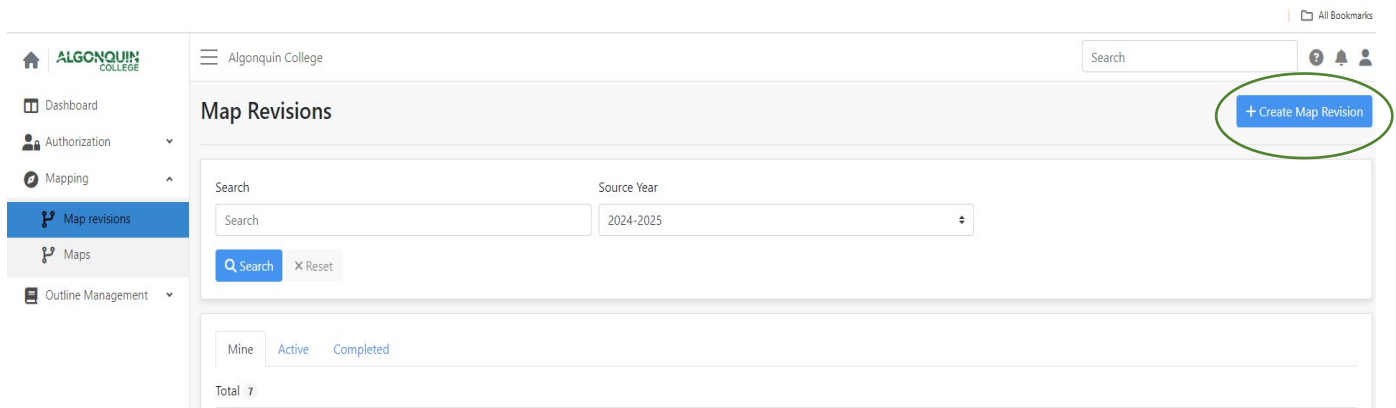 All Bookmarks
ALGONQUIN
COLLEGE
Algonquin College
Search
Dashboard
Authorization
Mapping
Map revisions
Maps
Outline Management
Map Revisions
+ Create Map Revision
Search
Source Year
Search
2024-2025
Search
× Reset
Mine
Active
Completed
Total 7